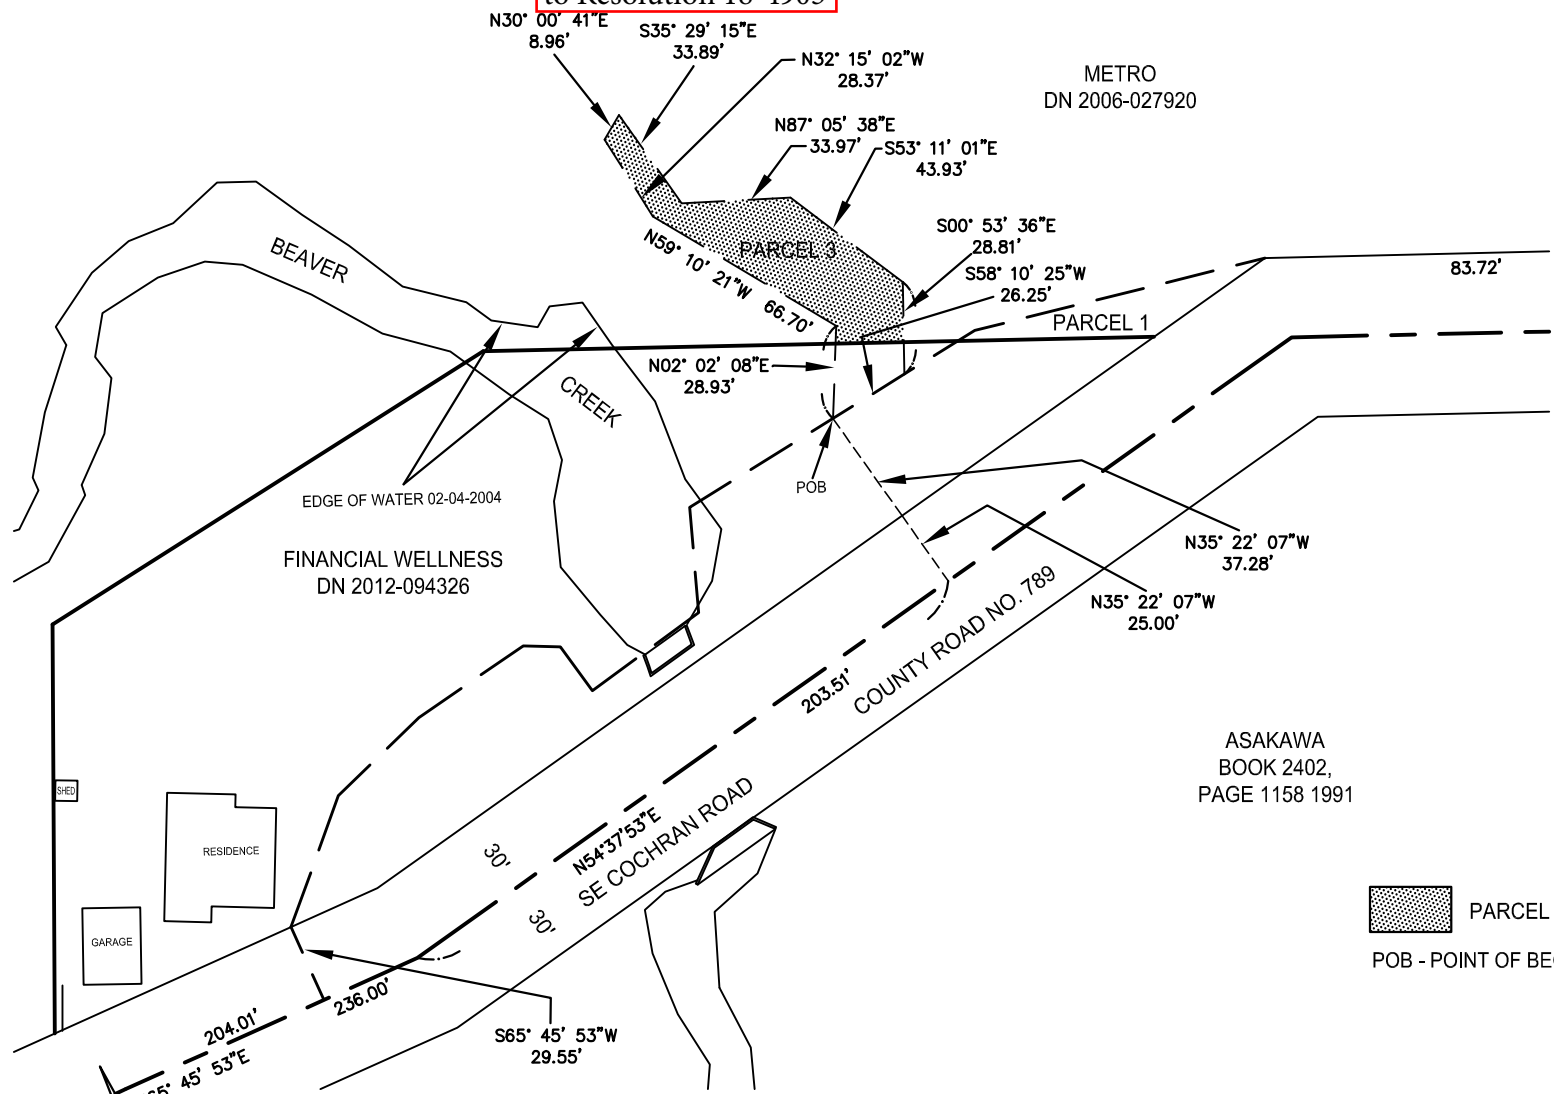 N30° 00' 41"E
8.96'
S35° 29' 15"E
33.89'
N32° 15' 02"W
28.37'
METRO
DN 2006-027920
N87° 05' 38"E
33.97'
S53° 11' 01"E
43.93'
S00° 53' 36"E
28.81'
BEAVER
N59° 10' 21"W 66.70'
PARCEL 3
S58° 10' 25"W
26.25'
83.72'
PARCEL 1
N02° 02' 08"E
28.93'
CREEK
EDGE OF WATER 02-04-2004
POB
FINANCIAL WELLNESS
DN 2012-094326
N35° 22' 07"W
37.28'
N35° 22' 07"W
25.00'
203.51'
COUNTY ROAD NO. 789
ASAKAWA
BOOK 2402,
PAGE 1158 1991
SHED
RESIDENCE
GARAGE
30'
30'
N54°37'53"E
SE COCHRAN ROAD
PARCEL
POB - POINT OF
236.00'
204.01'
45' 53"E
S65° 45' 53"W
29.55'